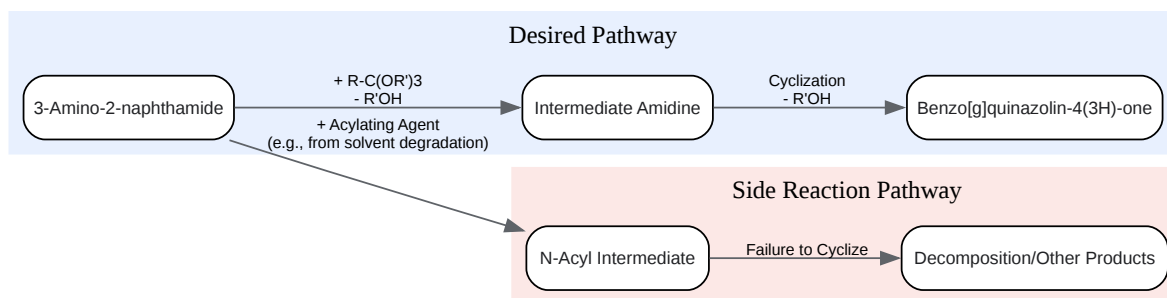 Desired Pathway
3-Amino-2-naphthamide
+ R-C(OR')3
- R'OH
Intermediate Amidine
Cyclization
- R'OH
Benzo[g]quinazolin-4(3H)-one
+ Acylating Agent
(e.g., from solvent degradation)
Side Reaction Pathway
N-Acyl Intermediate
Failure to Cyclize
Decomposition/Other Products